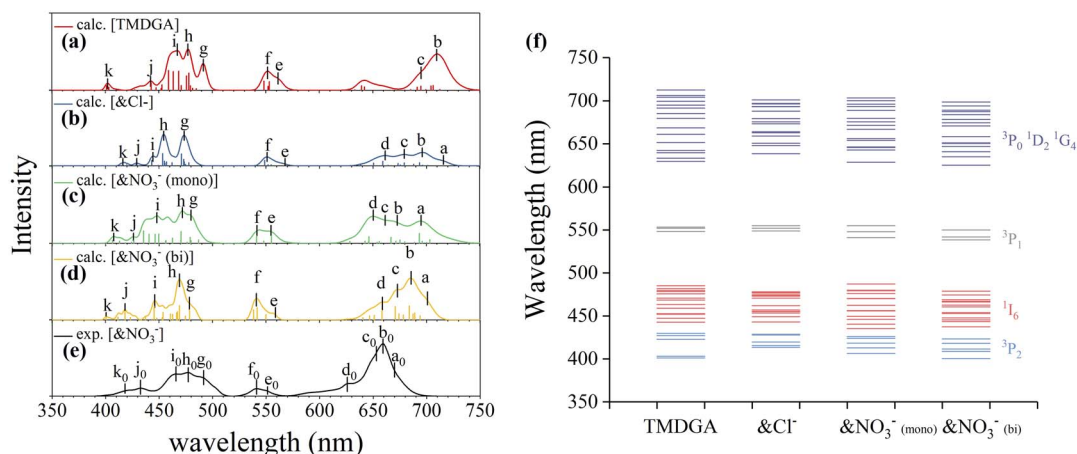 calc. [TMDGA]
(a)
k j i h g f e c b
calc. [&Cl-]
(b)
k j i h g f e d c b a
calc. [&NO₃⁻ (mono)]
(c)
k j i h g f e d c b a
calc. [&NO₃⁻ (bi)]
(d)
k j i h g f e d c b a
exp. [&NO₃⁻]
(e)
k₀ j₀ i₀ h₀ g₀ f₀ e₀ d₀ c₀ b₀ a₀
350 400 450 500 550 600 650 700 750
wavelength (nm)
Intensity
(f)
Wavelength (nm)
750
700
650
600
550
500
450
400
350
³P₀ ¹D₂ ¹G₄
³P₁
¹I₆
³P₂
TMDGA &Cl⁻ &NO₃⁻ (mono) &NO₃⁻ (bi)